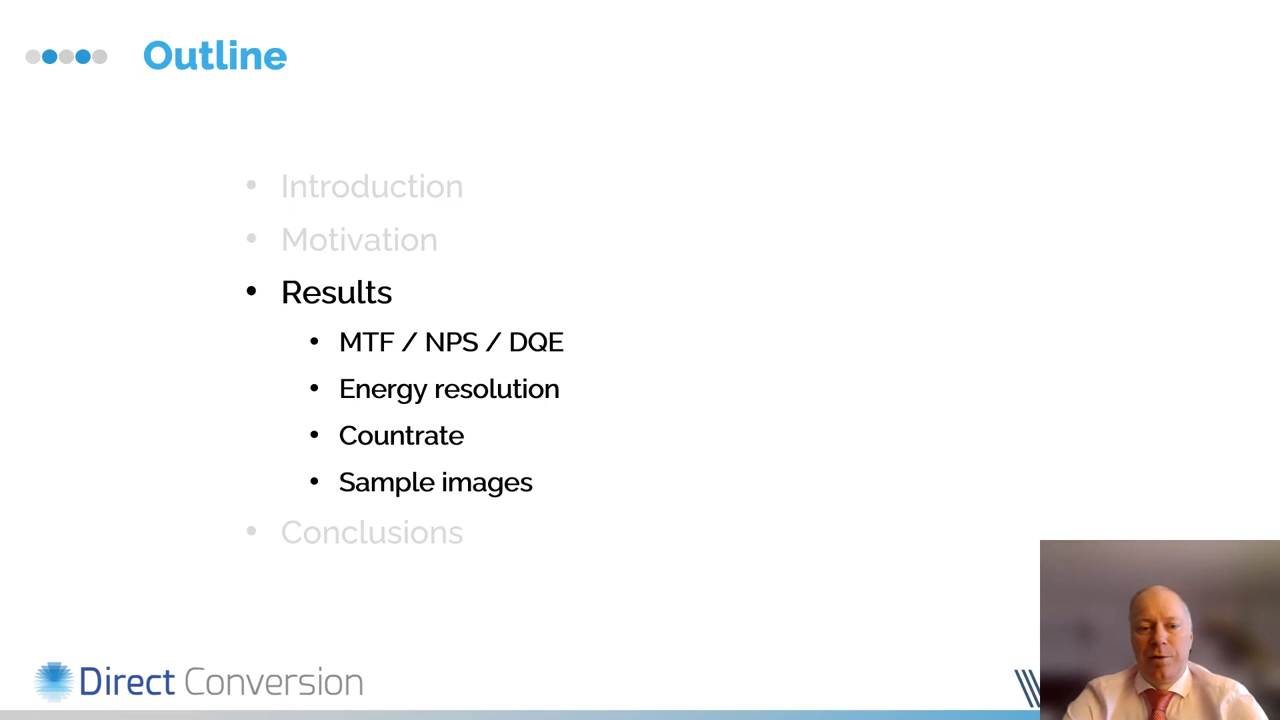 Outline
• Introduction
• Motivation
• Results
• MTF / NPS / DQE
• Energy resolution
• Countrate
• Sample images
• Conclusions
Direct Conversion